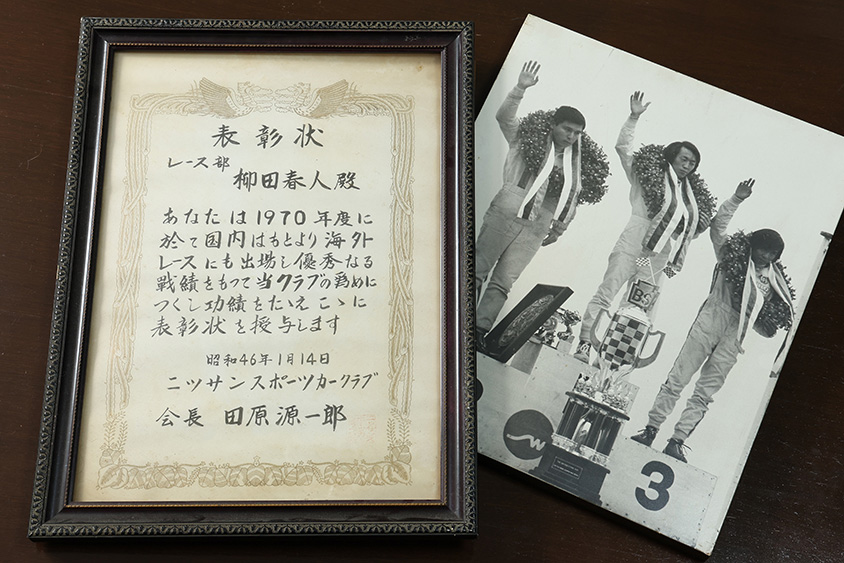 表彰状
レース部
柳田春人殿
あなたは1970年度に
於て国内はもとより海外
レースにも出場し優秀なる
戦績をもって当クラブの為めに
つくし功績をたゝえこゝに
表彰状を授与します
昭和46年1月14日
ニッサンスポーツカークラブ
会長 田原源一郎
BS
3